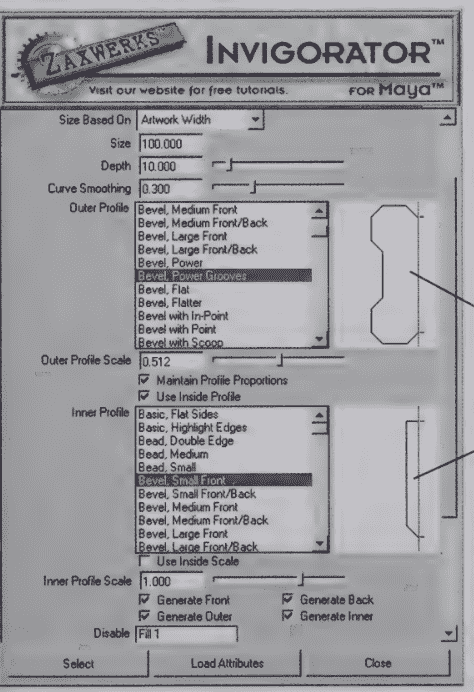 ZAXWERKS INVIGORATOR™
Visit our website for free tutorials. FOR Maya™
Size Based On Artwork Width
Size 100.000
Depth 10.000
Curve Smoothing 0.300
Outer Profile
Bevel, Medium Front
Bevel, Medium Front/Back
Bevel, Large Front
Bevel, Large Front/Back
Bevel, Power
Bevel, Power Grooves
Bevel, Flat
Bevel, Flatter
Bevel with In-Point
Bevel with Point
Bevel with Scoop
Outer Profile Scale 0.512
Maintain Profile Proportions
Use Inside Profile
Inner Profile
Basic, Flat Sides
Basic, Highlight Edges
Bead, Double Edge
Bead, Medium
Bead, Small
Bevel, Small Front
Bevel, Small Front/Back
Bevel, Medium Front
Bevel, Medium Front/Back
Bevel, Large Front
Bevel, Large Front/Back
Use Inside Scale
Inner Profile Scale 1.000
Generate Front Generate Back
Generate Outer Generate Inner
Disable Fill 1
Select Load Attributes Close